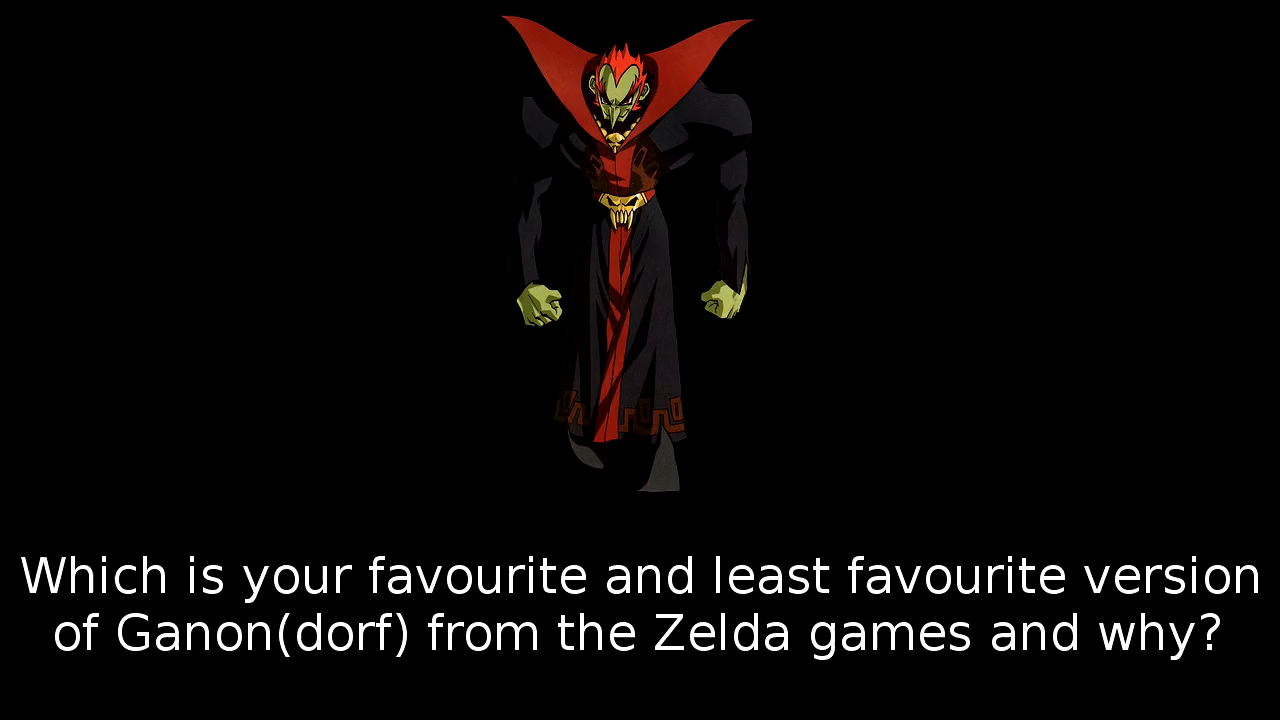 Which is your favourite and least favourite version
of Ganon(dorf) from the Zelda games and why?